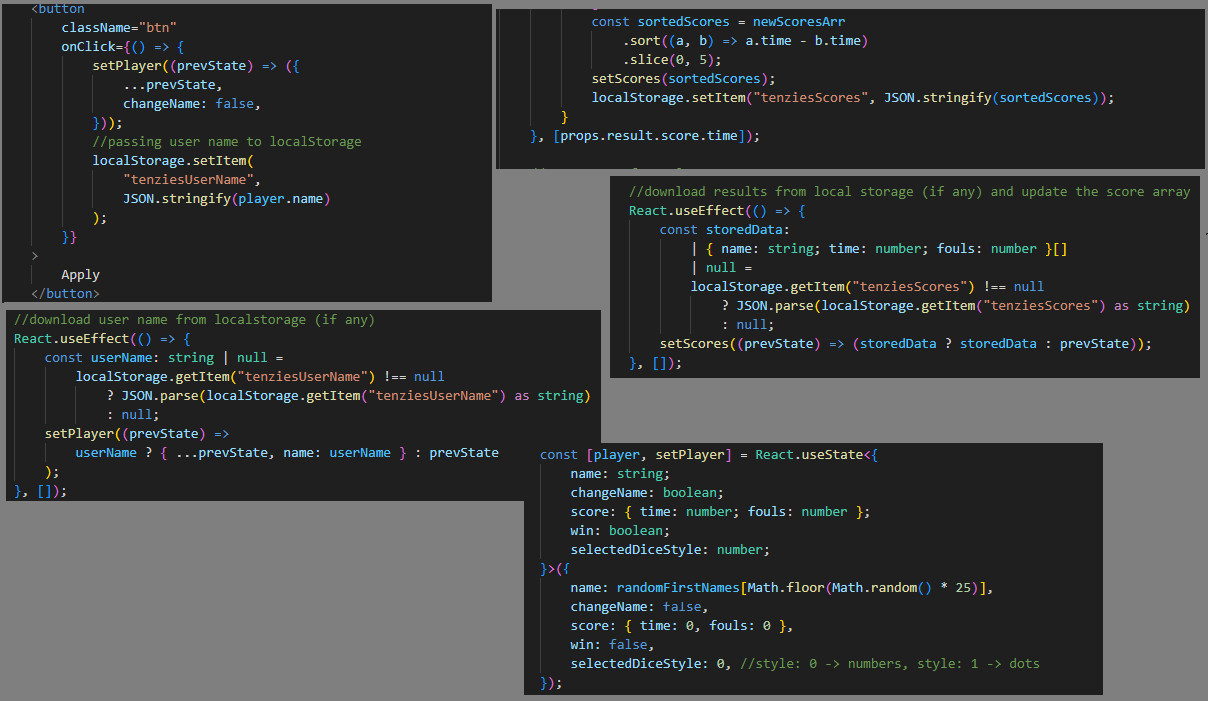 <button
className="btn"
onClick={() => {
setPlayer((prevState) => ({
...prevState,
changeName: false,
}));
//passing user name to localStorage
localStorage.setItem(
"tenziesUserName",
JSON.stringify(player.name)
);
}}
>
Apply
</button>
const sortedScores = newScoresArr
.sort((a, b) => a.time - b.time)
.slice(0, 5);
setScores(sortedScores);
localStorage.setItem("tenziesScores", JSON.stringify(sortedScores));
}
}, [props.result.score.time]);
//download results from local storage (if any) and update the score array
React.useEffect(() => {
const storedData:
| { name: string; time: number; fouls: number }[]
| null =
localStorage.getItem("tenziesScores") !== null
? JSON.parse(localStorage.getItem("tenziesScores") as string)
: null;
setScores((prevState) => (storedData ? storedData : prevState));
}, []);
//download user name from localstorage (if any)
React.useEffect(() => {
const userName: string | null =
localStorage.getItem("tenziesUserName") !== null
? JSON.parse(localStorage.getItem("tenziesUserName") as string)
: null;
setPlayer((prevState) =>
userName ? { ...prevState, name: userName } : prevState
);
}, []);
const [player, setPlayer] = React.useState<{
name: string;
changeName: boolean;
score: { time: number; fouls: number };
win: boolean;
selectedDiceStyle: number;
}>({
name: randomFirstNames[Math.floor(Math.random() * 25)],
changeName: false,
score: { time: 0, fouls: 0 },
win: false,
selectedDiceStyle: 0, //style: 0 -> numbers, style: 1 -> dots
});